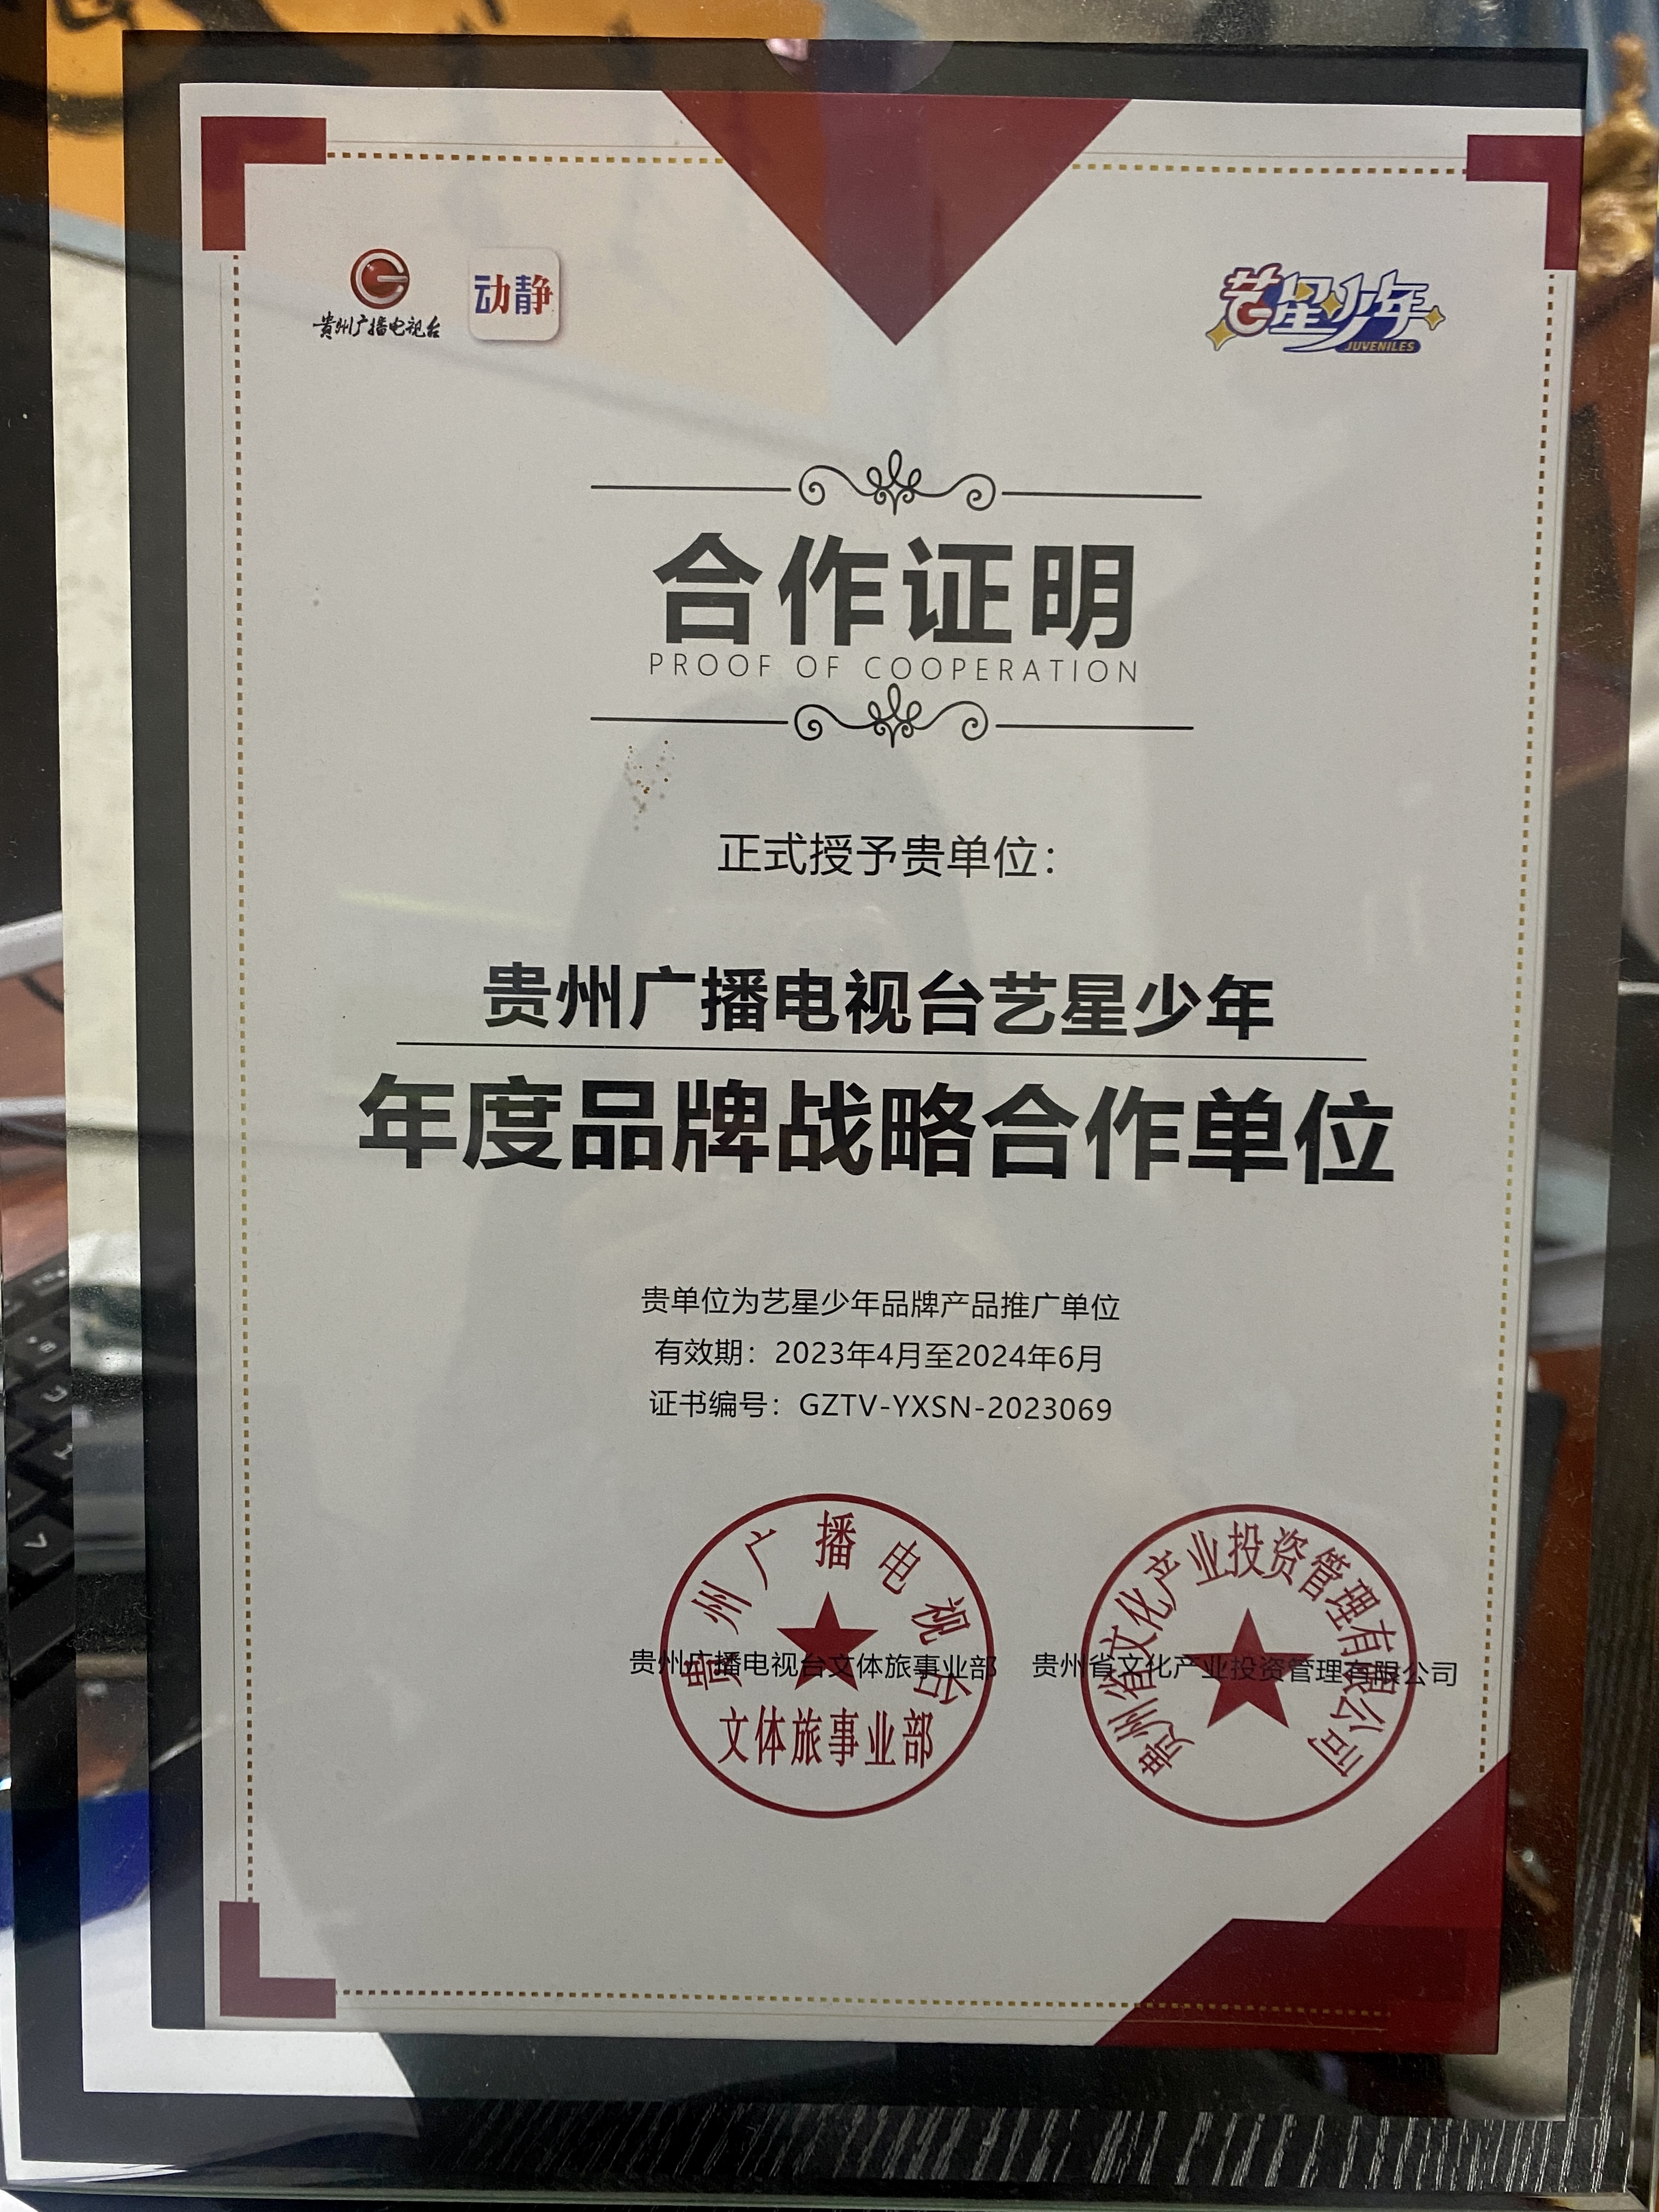 贵州广播电视台
动静
艺星少年
JUVENILES
合作证明
PROOF OF COOPERATION
正式授予贵单位：
贵州广播电视台艺星少年
年度品牌战略合作单位
贵单位为艺星少年品牌产品推广单位
有效期：2023年4月至2024年6月
证书编号：GZTV-YXSN-2023069
贵州广播电视台文体旅事业部 贵州省文化产业投资管理有限公司
贵州广播电视台
文体旅事业部
贵州省文化产业投资管理有限公司